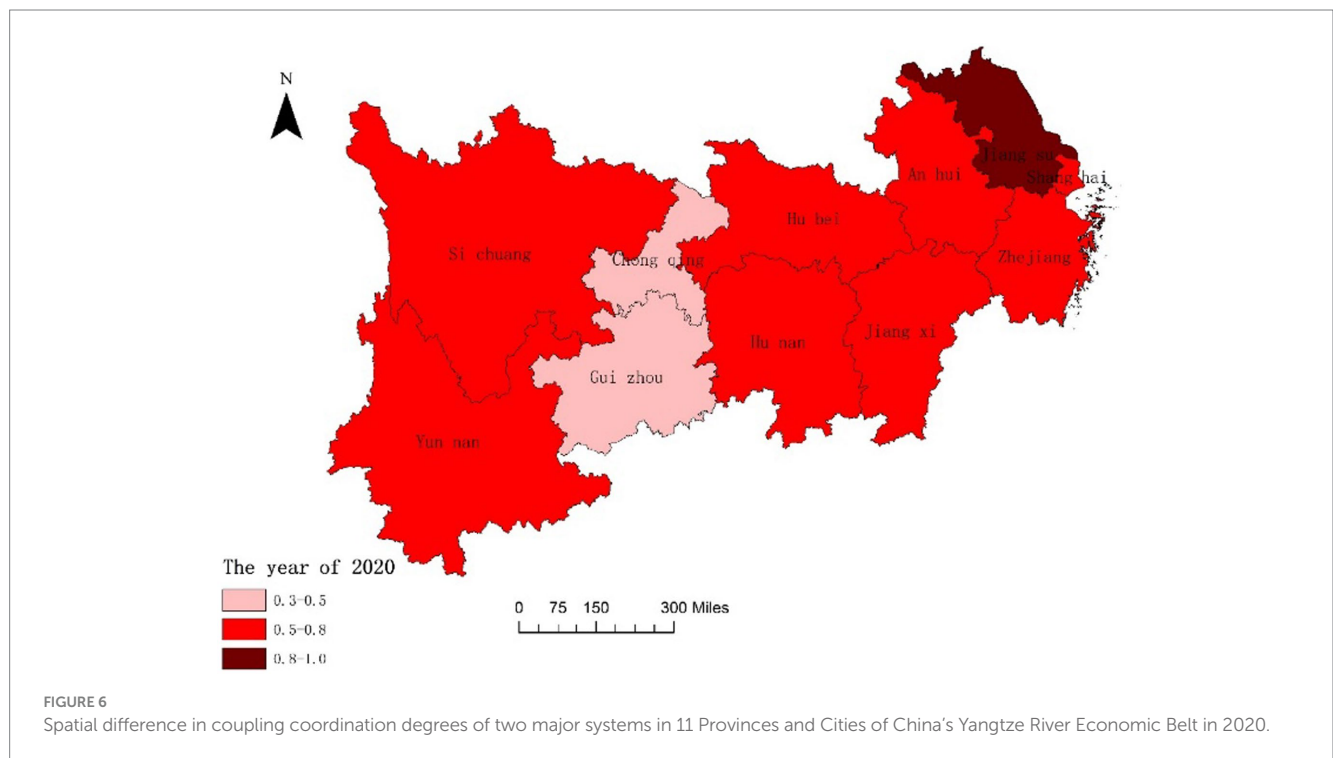 N
Jiang su
An hui
Shang hai
Hu bei
Si chuang
Chong qing
Zhejiang
Jiang xi
Hu nan
Gui zhou
Yun nan
The year of 2020
0.3-0.5
0.5-0.8
0.8-1.0
0 75 150 300 Miles
FIGURE 6
Spatial difference in coupling coordination degrees of two major systems in 11 Provinces and Cities of China's Yangtze River Economic Belt in 2020.